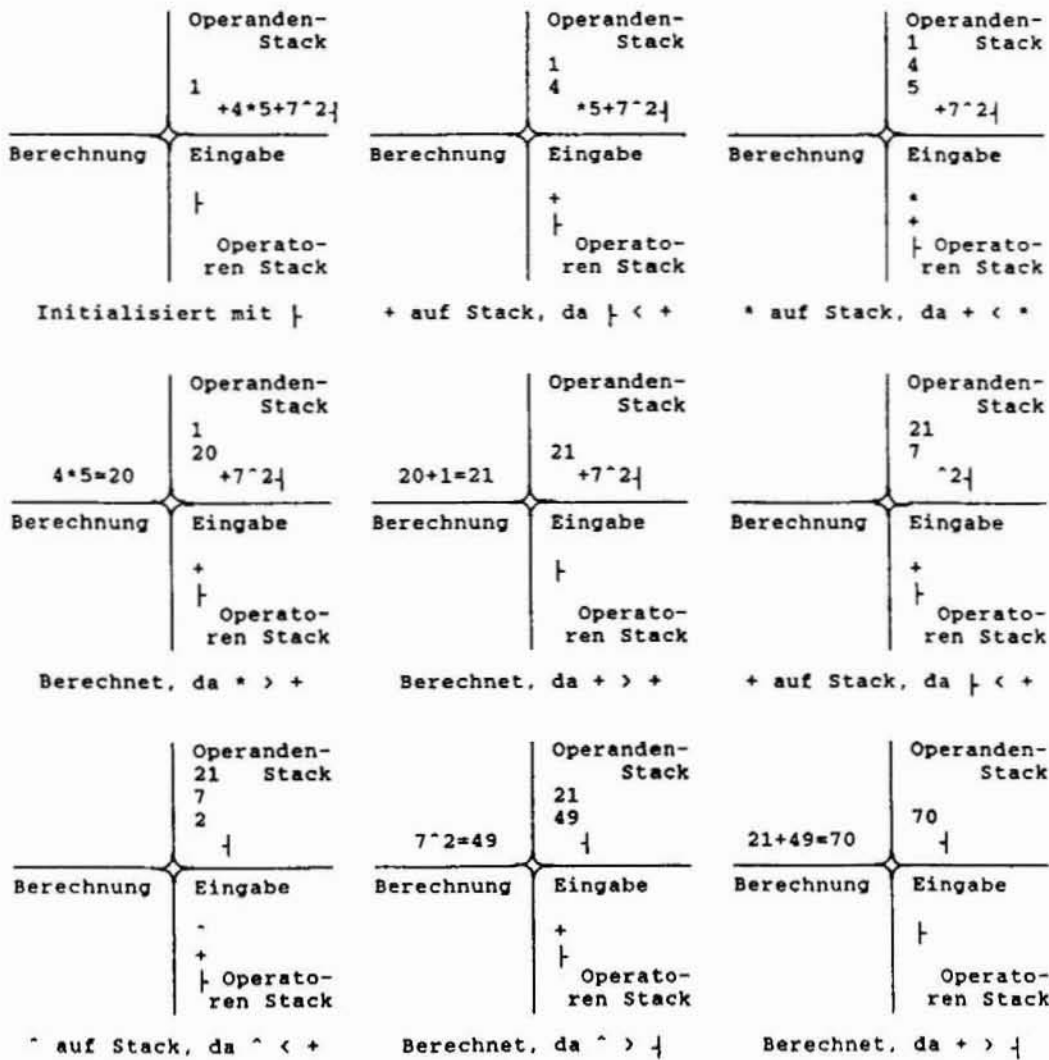 Operanden-
Stack
1
+4*5+7^2┤
Berechnung
Eingabe
├
Operato-
ren Stack
Initialisiert mit ├
Operanden-
Stack
1
4
*5+7^2┤
Berechnung
Eingabe
+
├
Operato-
ren Stack
+ auf Stack, da ├ < +
Operanden-
1 Stack
4
5
+7^2┤
Berechnung
Eingabe
*
+
├ Operato-
ren Stack
* auf Stack, da + < *
Operanden-
Stack
1
20
4*5=20
+7^2┤
Berechnung
Eingabe
+
├
Operato-
ren Stack
Berechnet, da * > +
Operanden-
Stack
21
20+1=21
+7^2┤
Berechnung
Eingabe
├
Operato-
ren Stack
Berechnet, da + > +
Operanden-
Stack
21
7
^2┤
Berechnung
Eingabe
+
├
Operato-
ren Stack
+ auf Stack, da ├ < +
Operanden-
21 Stack
7
2
┤
Berechnung
Eingabe
^
+
├ Operato-
ren Stack
^ auf Stack, da ^ < +
Operanden-
Stack
21
49
7^2=49
┤
Berechnung
Eingabe
+
├
Operato-
ren Stack
Berechnet, da ^ > ┤
Operanden-
Stack
70
21+49=70
┤
Berechnung
Eingabe
├
Operato-
ren Stack
Berechnet, da + > ┤